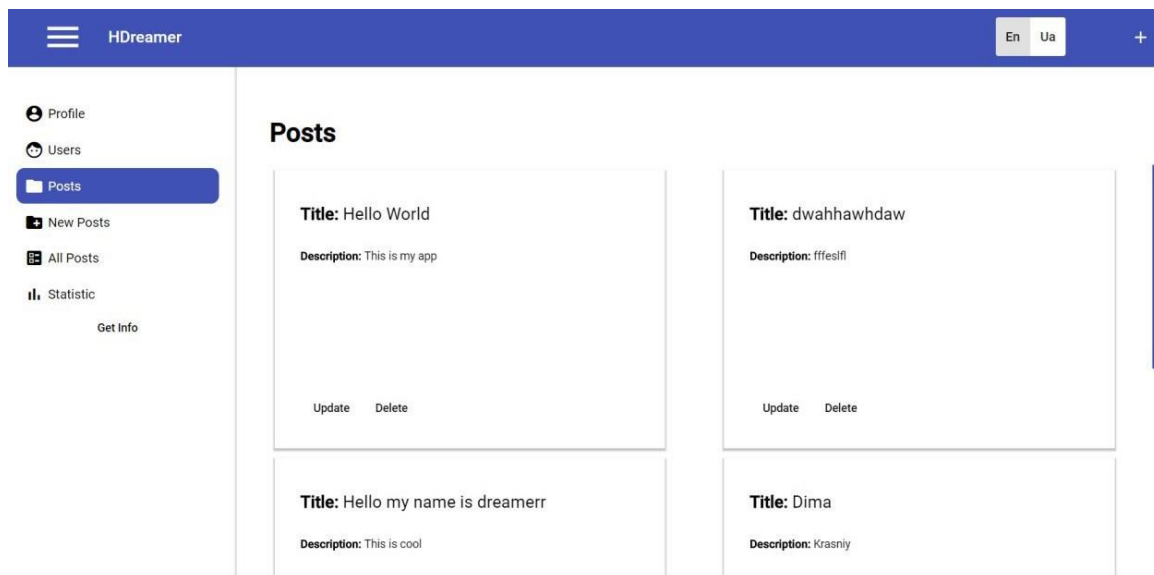 HDreamer
En Ua +
Profile
Users
Posts
New Posts
All Posts
Statistic
Get Info
Posts
Title: Hello World
Description: This is my app
Update Delete
Title: dwahhawhdaw
Description: fffeslfl
Update Delete
Title: Hello my name is dreamerr
Description: This is cool
Title: Dima
Description: Krasniy